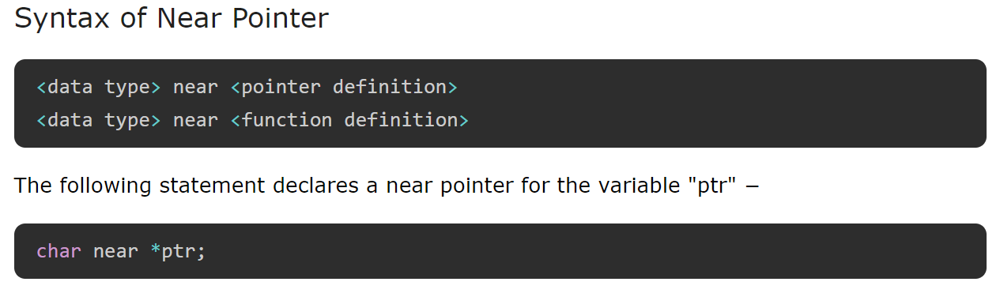 Syntax of Near Pointer
<data type> near <pointer definition>
<data type> near <function definition>
The following statement declares a near pointer for the variable "ptr" −
char near *ptr;